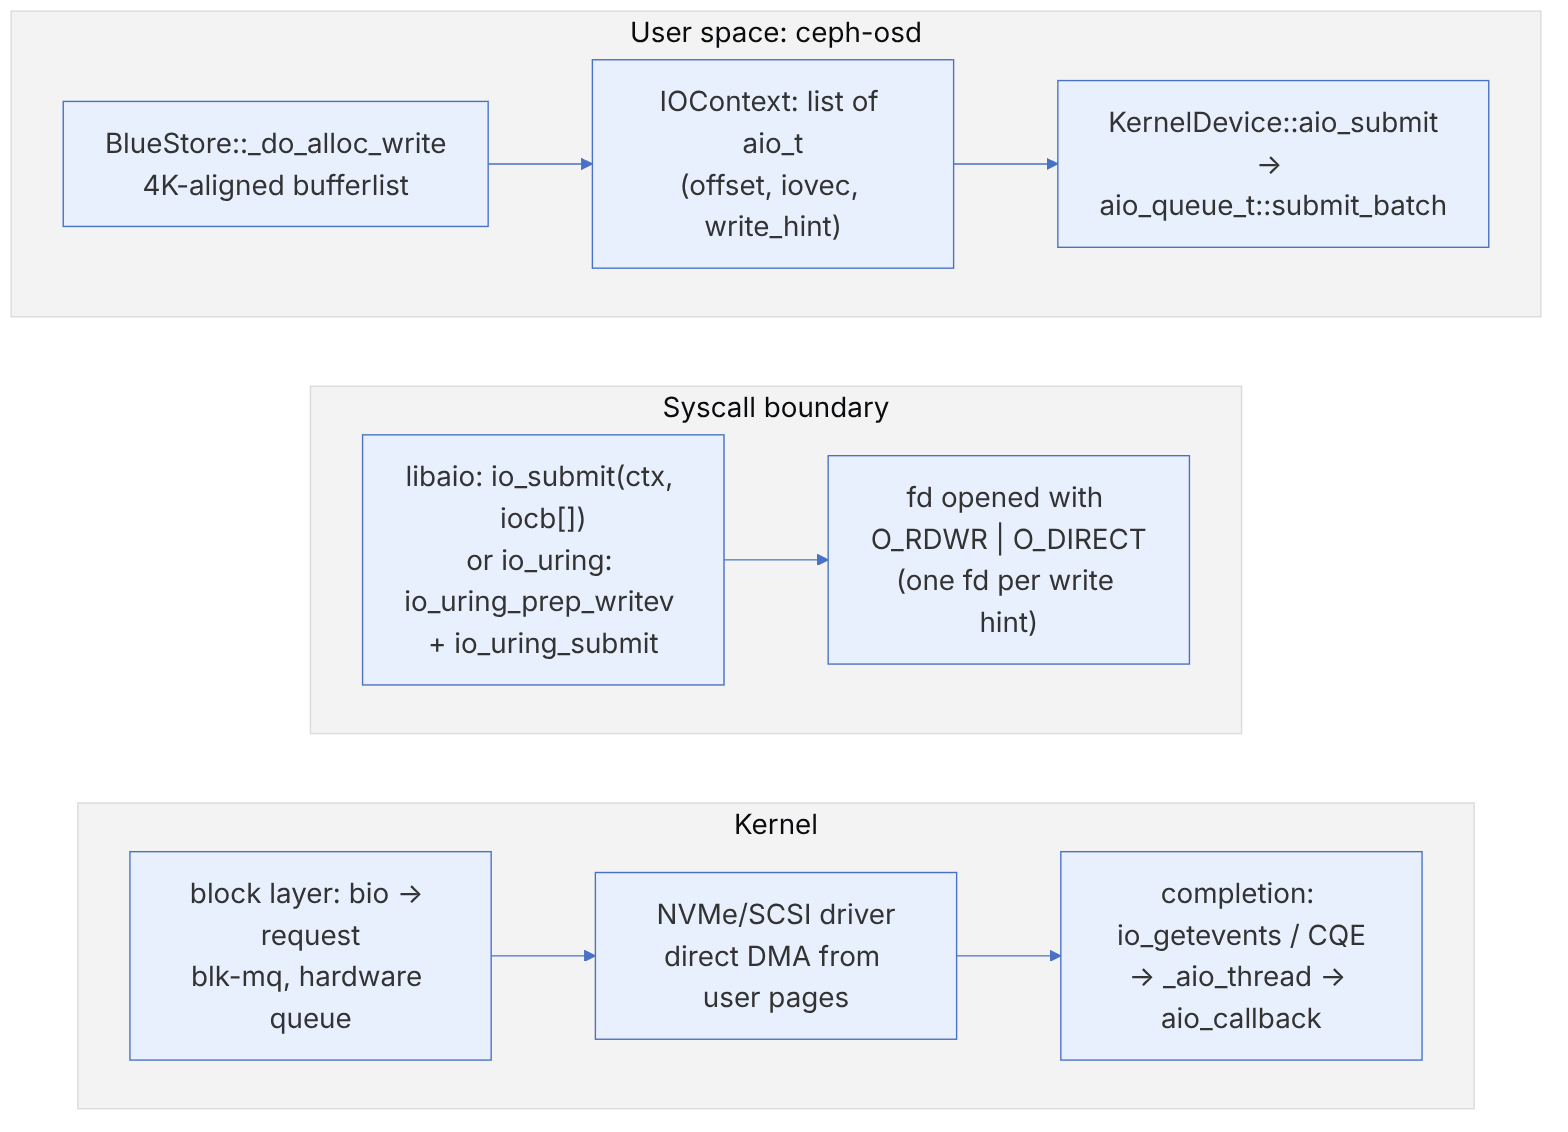 User space: ceph-osd
BlueStore::_do_alloc_write
4K-aligned bufferlist
IOContext: list of
aio_t
(offset, iovec,
write_hint)
KernelDevice::aio_submit
→
aio_queue_t::submit_batch
Syscall boundary
libaio: io_submit(ctx,
iocb[])
or io_uring:
io_uring_prep_writev
+ io_uring_submit
fd opened with
O_RDWR | O_DIRECT
(one fd per write
hint)
Kernel
block layer: bio →
request
blk-mq, hardware
queue
NVMe/SCSI driver
direct DMA from
user pages
completion:
io_getevents / CQE
→ _aio_thread →
aio_callback